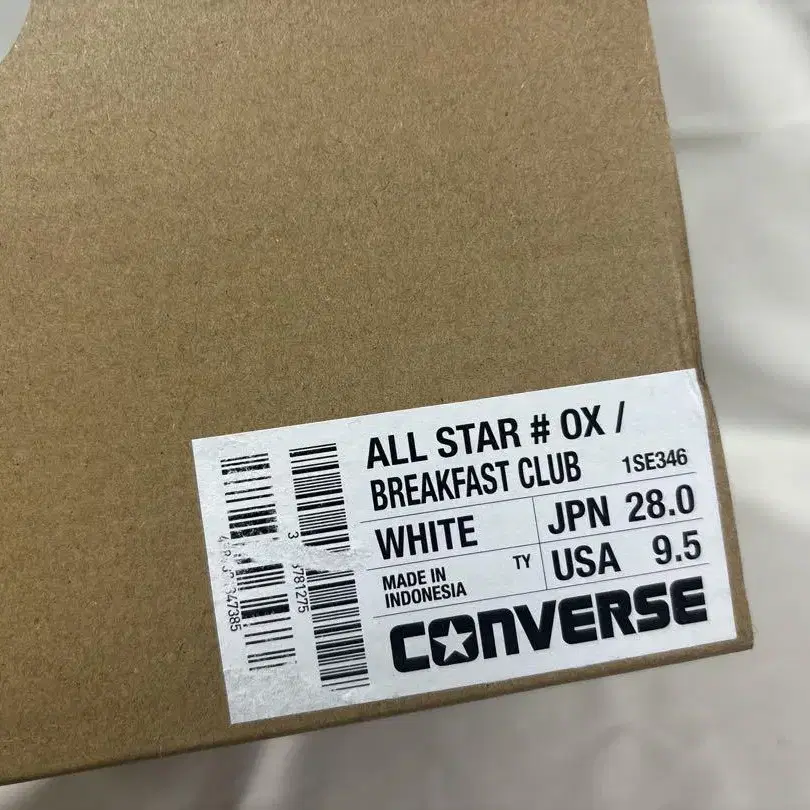 ALL STAR # OX /
BREAKFAST CLUB 1SE346
WHITE JPN 28.0
MADE IN INDONESIA TY USA 9.5
CONVERSE